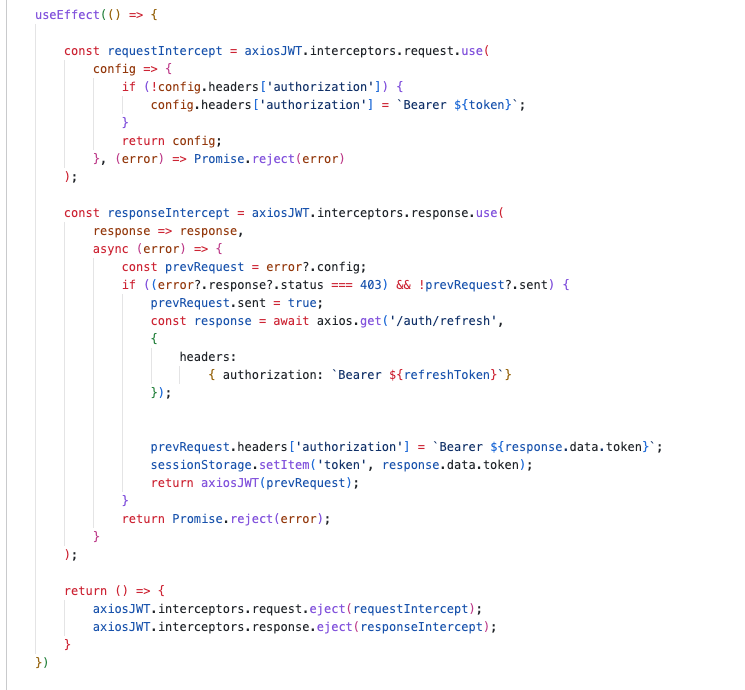 useEffect(() => {
const requestIntercept = axiosJWT.interceptors.request.use(
config => {
if (!config.headers['authorization']) {
config.headers['authorization'] = `Bearer ${token}`;
}
return config;
}, (error) => Promise.reject(error)
);
const responseIntercept = axiosJWT.interceptors.response.use(
response => response,
async (error) => {
const prevRequest = error?.config;
if ((error?.response?.status === 403) && !prevRequest?.sent) {
prevRequest.sent = true;
const response = await axios.get('/auth/refresh',
{
headers:
{ authorization: `Bearer ${refreshToken}`}
});
prevRequest.headers['authorization'] = `Bearer ${response.data.token}`;
sessionStorage.setItem('token', response.data.token);
return axiosJWT(prevRequest);
}
return Promise.reject(error);
}
);
return () => {
axiosJWT.interceptors.request.eject(requestIntercept);
axiosJWT.interceptors.response.eject(responseIntercept);
}
})